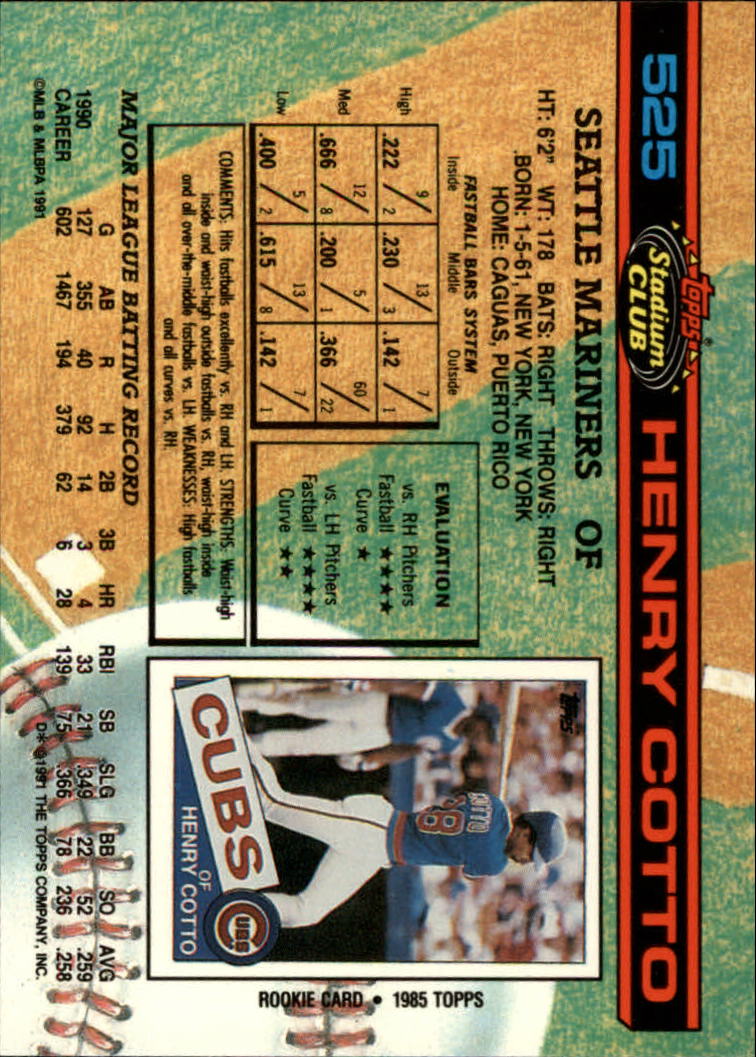 525 Topps® Stadium CLUB HENRY COTTO
SEATTLE MARINERS OF
HT: 6'2" WT: 178 BATS: RIGHT THROWS: RIGHT
BORN: 1-5-61, NEW YORK, NEW YORK
HOME: CAGUAS, PUERTO RICO
FASTBALL BARS SYSTEM
Inside Middle Outside
High .222 9/2 .230 13/3 .142 7/1
Med .666 12/8 .200 5/1 .366 60/22
Low .400 5/2 .615 13/8 .142 7/1
EVALUATION
vs. RH Pitchers
Fastball ★★★★
Curve ★
vs. LH Pitchers
Fastball ★★★★
Curve ★★
COMMENTS: Hits fastballs excellently vs. RH and LH. STRENGTHS: Waist-high
inside and waist-high outside fastballs vs. RH, waist-high inside
and all over-the-middle fastballs vs. LH. WEAKNESSES: High fastballs
and all curves vs. RH.
Topps
COTTO
28
CUBS
OF
HENRY COTTO
CUBS
ROOKIE CARD • 1985 TOPPS
MAJOR LEAGUE BATTING RECORD
G AB R H 2B 3B HR RBI SB SLG BB SO AVG
1990 127 355 40 92 14 3 4 33 21 .349 22 52 .259
CAREER 602 1467 194 379 62 6 28 139 75 .366 78 236 .258
©MLB & MLBPA 1991
D* ©1991 THE TOPPS COMPANY, INC.